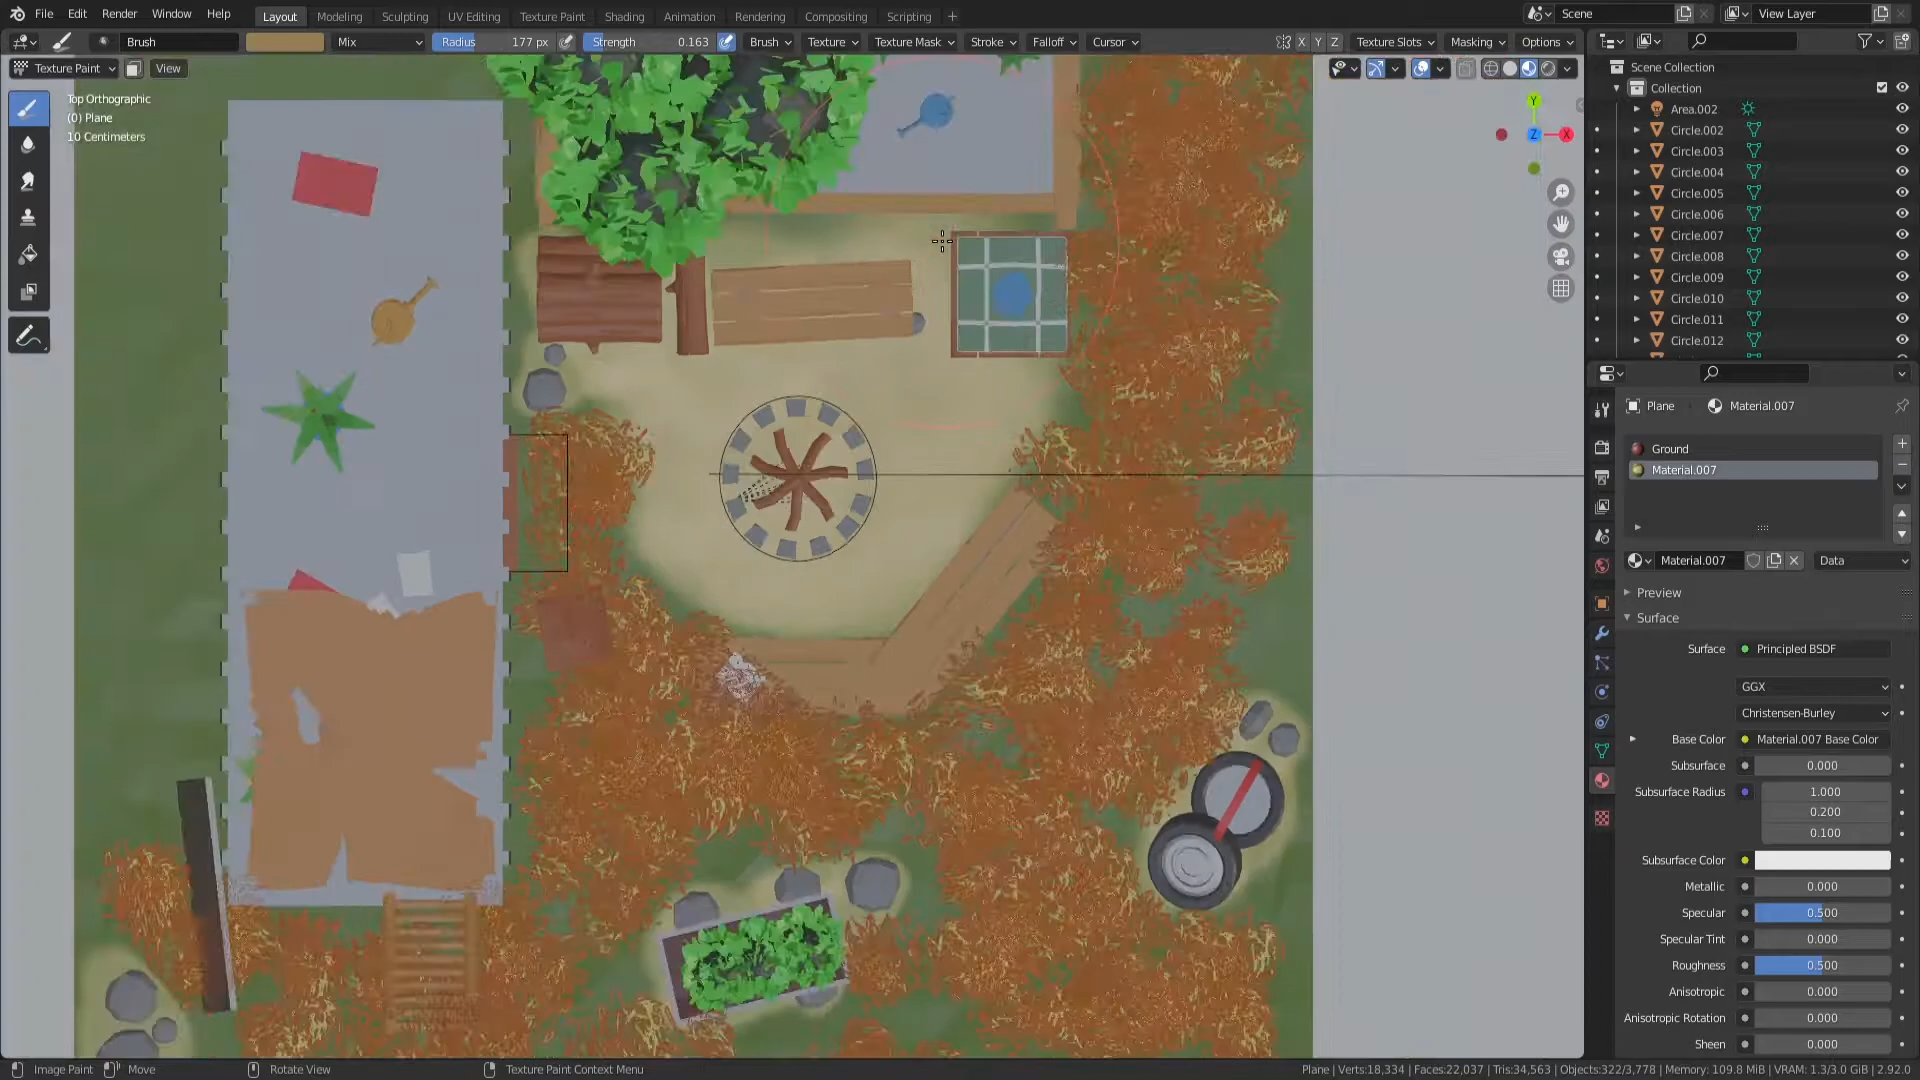 File Edit Render Window Help Layout Modeling Sculpting UV Editing Texture Paint Shading Animation Rendering Compositing Scripting + Scene View Layer
Brush Mix Radius 177 px Strength 0.163 Brush Texture Texture Mask Stroke Falloff Cursor X Y Z Texture Slots Masking Options
Texture Paint View
Top Orthographic
(0) Plane
10 Centimeters
Y
Z X
Scene Collection
Collection
Area.002
Circle.002
Circle.003
Circle.004
Circle.005
Circle.006
Circle.007
Circle.008
Circle.009
Circle.010
Circle.011
Circle.012
Plane Material.007
Ground
Material.007
Material.007 Data
Preview
Surface
Surface Principled BSDF
GGX
Christensen-Burley
Base Color Material.007 Base Color
Subsurface 0.000
Subsurface Radius 1.000
0.200
0.100
Subsurface Color
Metallic 0.000
Specular 0.500
Specular Tint 0.000
Roughness 0.500
Anisotropic 0.000
Anisotropic Rotation 0.000
Sheen 0.000
Image Paint Move Rotate View Texture Paint Context Menu Plane | Verts:18,334 | Faces:22,037 | Tris:34,563 | Objects:322/3,778 | Memory: 109.8 MiB | VRAM: 1.3/3.0 GiB | 2.92.0